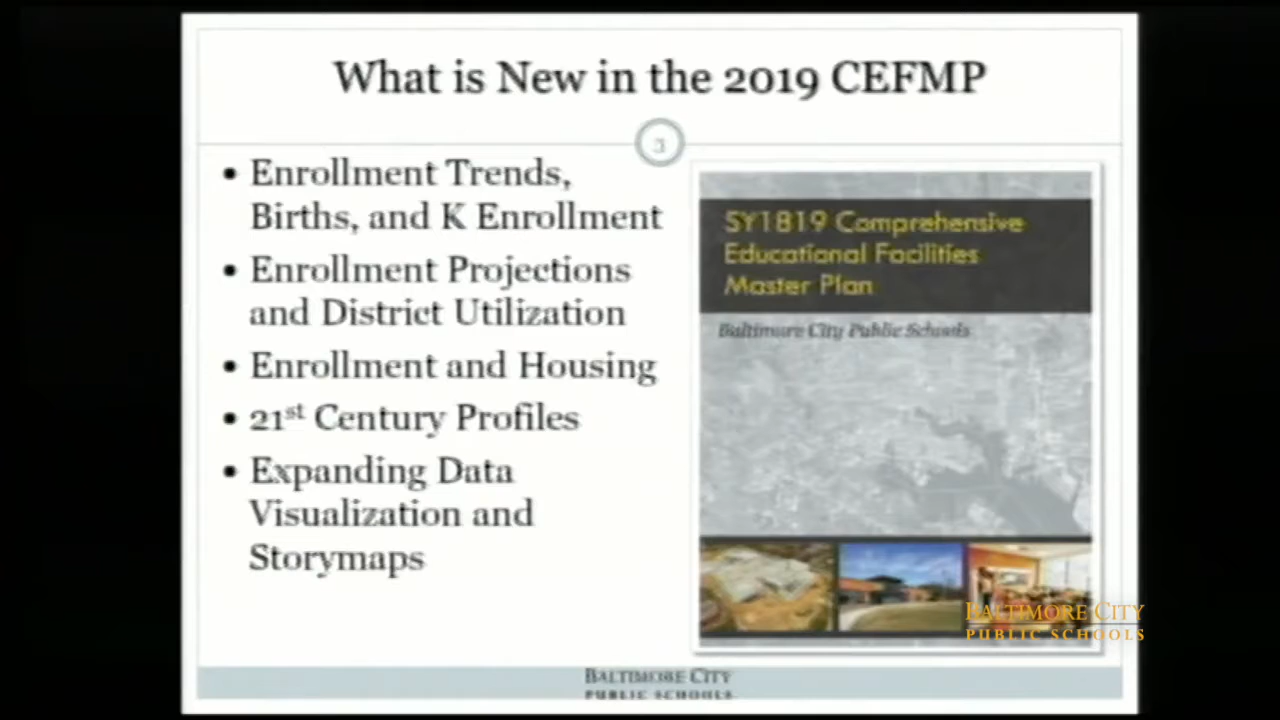 What is New in the 2019 CEFMP
3
• Enrollment Trends,
Births, and K Enrollment
• Enrollment Projections
and District Utilization
• Enrollment and Housing
• 21st Century Profiles
• Expanding Data
Visualization and
Storymaps
SY1819 Comprehensive
Educational Facilities
Master Plan
Baltimore City Public Schools
BALTIMORE CITY
PUBLIC SCHOOLS
BALTIMORE CITY
PUBLIC SCHOOLS